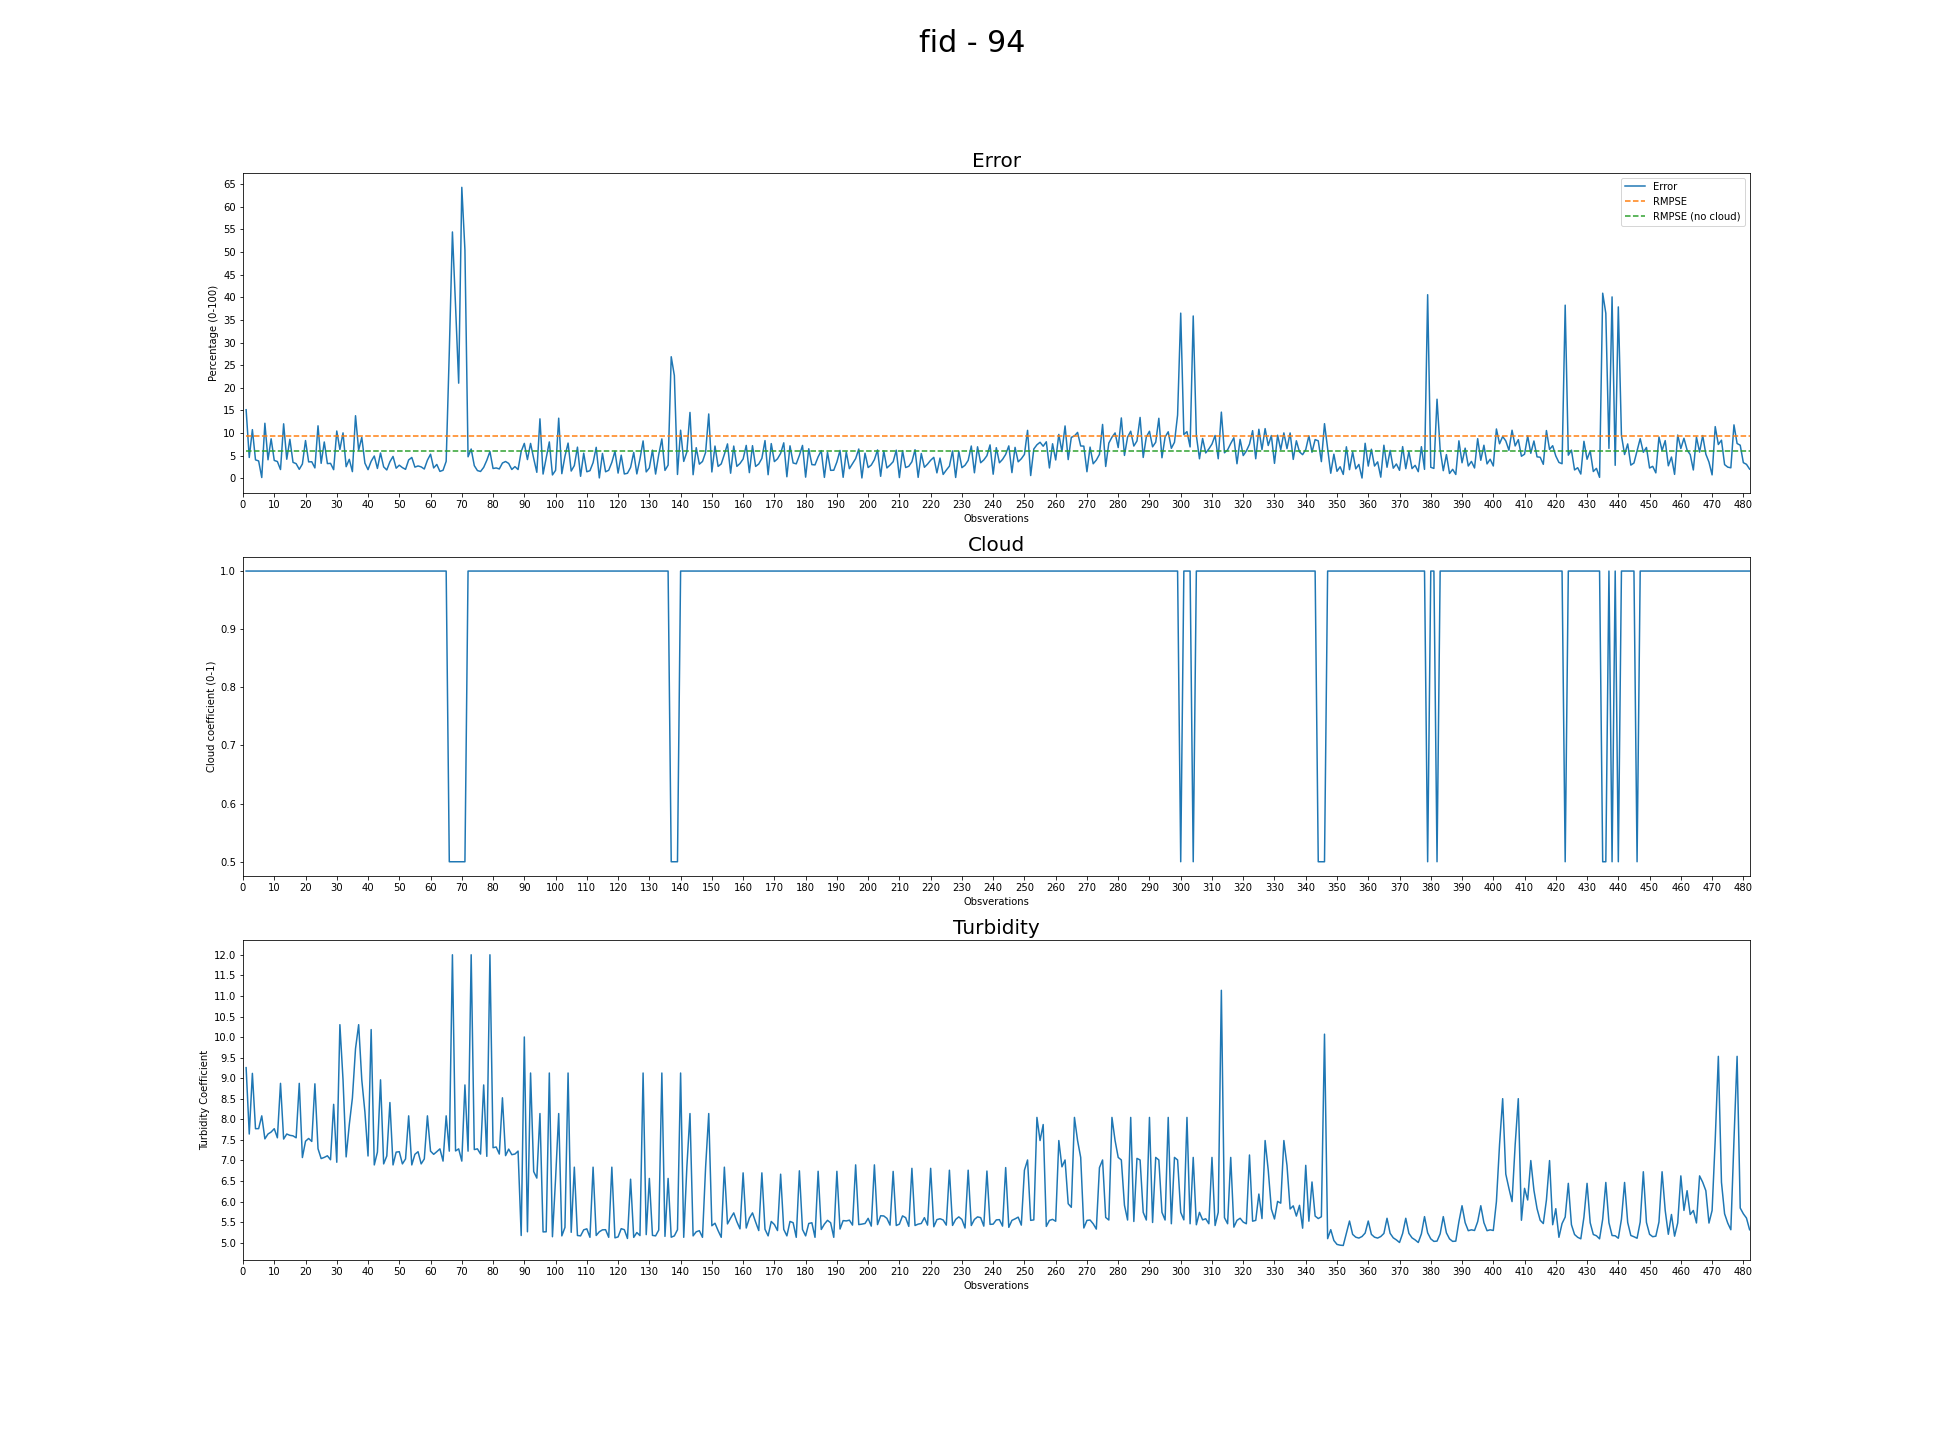 fid - 94
Error
65
60
55
50
45
40
35
30
25
20
15
10
5
0
Percentage (0-100)
Error
RMPSE
RMPSE (no cloud)
0 10 20 30 40 50 60 70 80 90 100 110 120 130 140 150 160 170 180 190 200 210 220 230 240 250 260 270 280 290 300 310 320 330 340 350 360 370 380 390 400 410 420 430 440 450 460 470 480
Obsverations
Cloud
1.0
0.9
0.8
0.7
0.6
0.5
Cloud coefficient (0-1)
0 10 20 30 40 50 60 70 80 90 100 110 120 130 140 150 160 170 180 190 200 210 220 230 240 250 260 270 280 290 300 310 320 330 340 350 360 370 380 390 400 410 420 430 440 450 460 470 480
Obsverations
Turbidity
12.0
11.5
11.0
10.5
10.0
9.5
9.0
8.5
8.0
7.5
7.0
6.5
6.0
5.5
5.0
Turbidity Coefficient
0 10 20 30 40 50 60 70 80 90 100 110 120 130 140 150 160 170 180 190 200 210 220 230 240 250 260 270 280 290 300 310 320 330 340 350 360 370 380 390 400 410 420 430 440 450 460 470 480
Obsverations